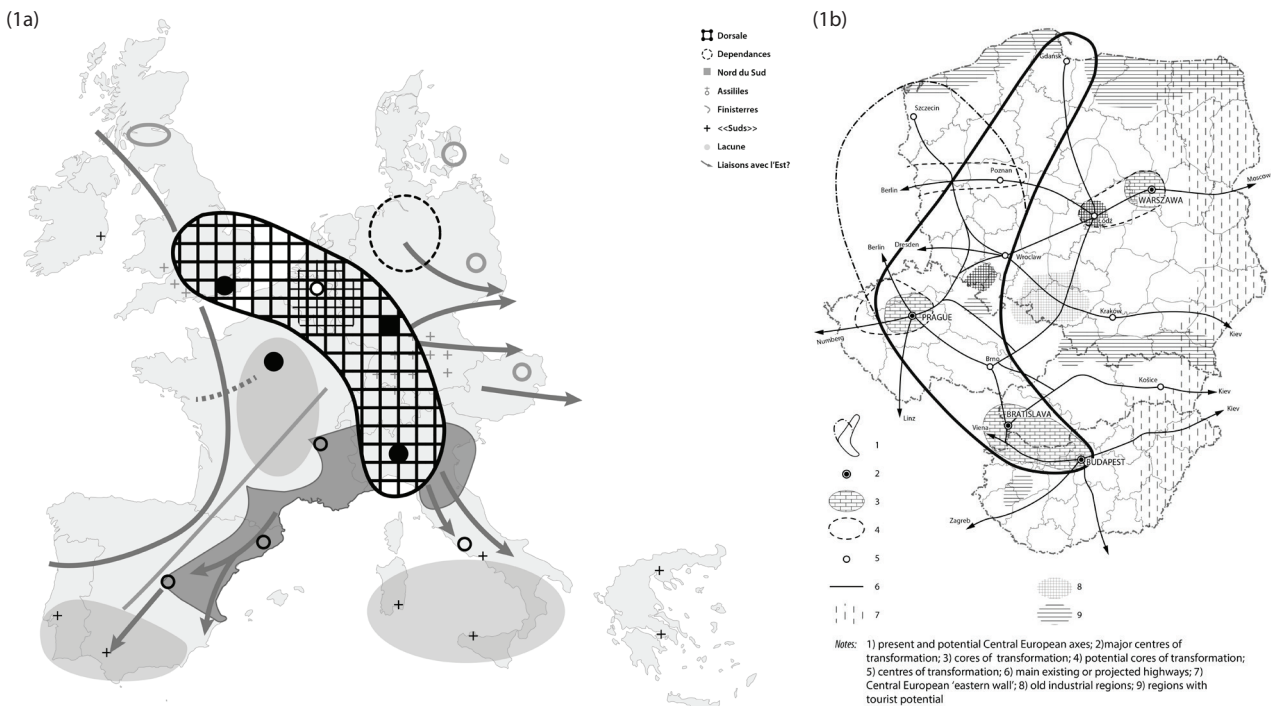 (1a)
Dorsale
Dependances
Nord du Sud
Assililes
Finisterres
<<Suds>>
Lacune
Liaisons avec l'Est?
(1b)
Gdańsk
Szczecin
Poznan
Berlin
Moscow
WARSZAWA
Łódź
Berlin
Dresden
Wroclaw
PRAGUE
Kraków
Numberg
Kiev
Brno
Košice
Kiev
Linz
BRATISLAVA
Kiev
Viena
BUDAPEST
Zagreb
1
2
3
4
5
6
7
8
9
Notes: 1) present and potential Central European axes; 2)major centres of
transformation; 3) cores of transformation; 4) potential cores of transformation;
5) centres of transformation; 6) main existing or projected highways; 7)
Central European 'eastern wall'; 8) old industrial regions; 9) regions with
tourist potential